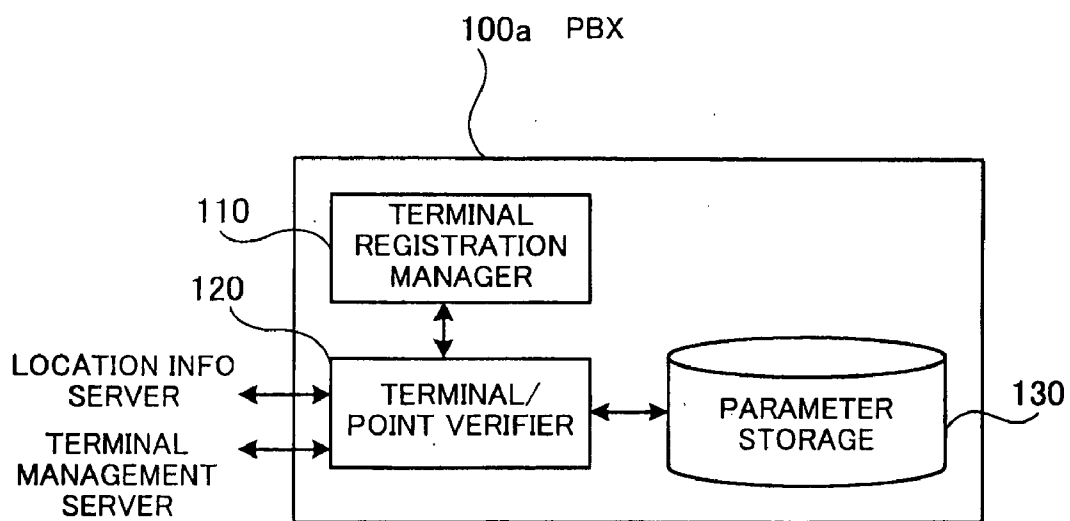 100a PBX
110
TERMINAL
REGISTRATION
MANAGER
120
LOCATION INFO
SERVER
TERMINAL
MANAGEMENT
SERVER
TERMINAL/
POINT VERIFIER
PARAMETER
STORAGE
130